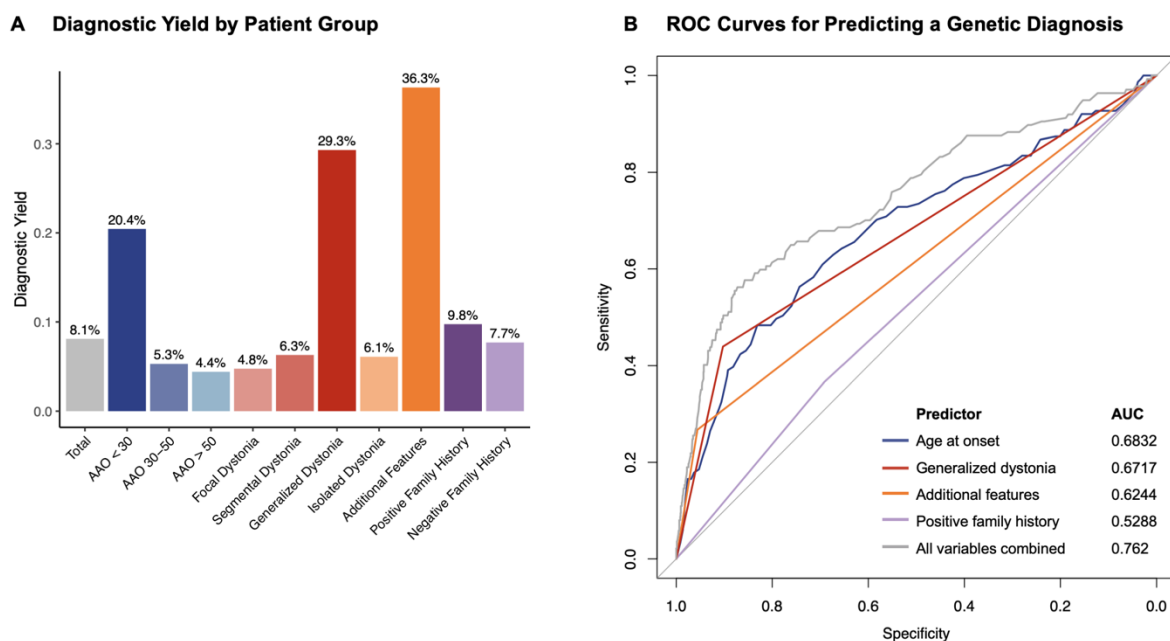 A Diagnostic Yield by Patient Group
Diagnostic Yield
0.3
0.2
0.1
0.0
8.1%
20.4%
5.3%
4.4%
4.8%
6.3%
29.3%
6.1%
36.3%
9.8%
7.7%
Total
AAO < 30
AAO 30–50
AAO > 50
Focal Dystonia
Segmental Dystonia
Generalized Dystonia
Isolated Dystonia
Additional Features
Positive Family History
Negative Family History
B ROC Curves for Predicting a Genetic Diagnosis
Sensitivity
1.0
0.8
0.6
0.4
0.2
0.0
Predictor AUC
Age at onset 0.6832
Generalized dystonia 0.6717
Additional features 0.6244
Positive family history 0.5288
All variables combined 0.762
1.0 0.8 0.6 0.4 0.2 0.0
Specificity